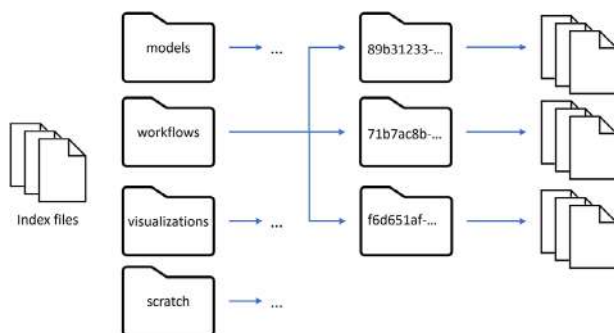 models
...
89b31233-...
workflows
71b7ac8b-...
Index files
visualizations
...
f6d651af-...
scratch
...